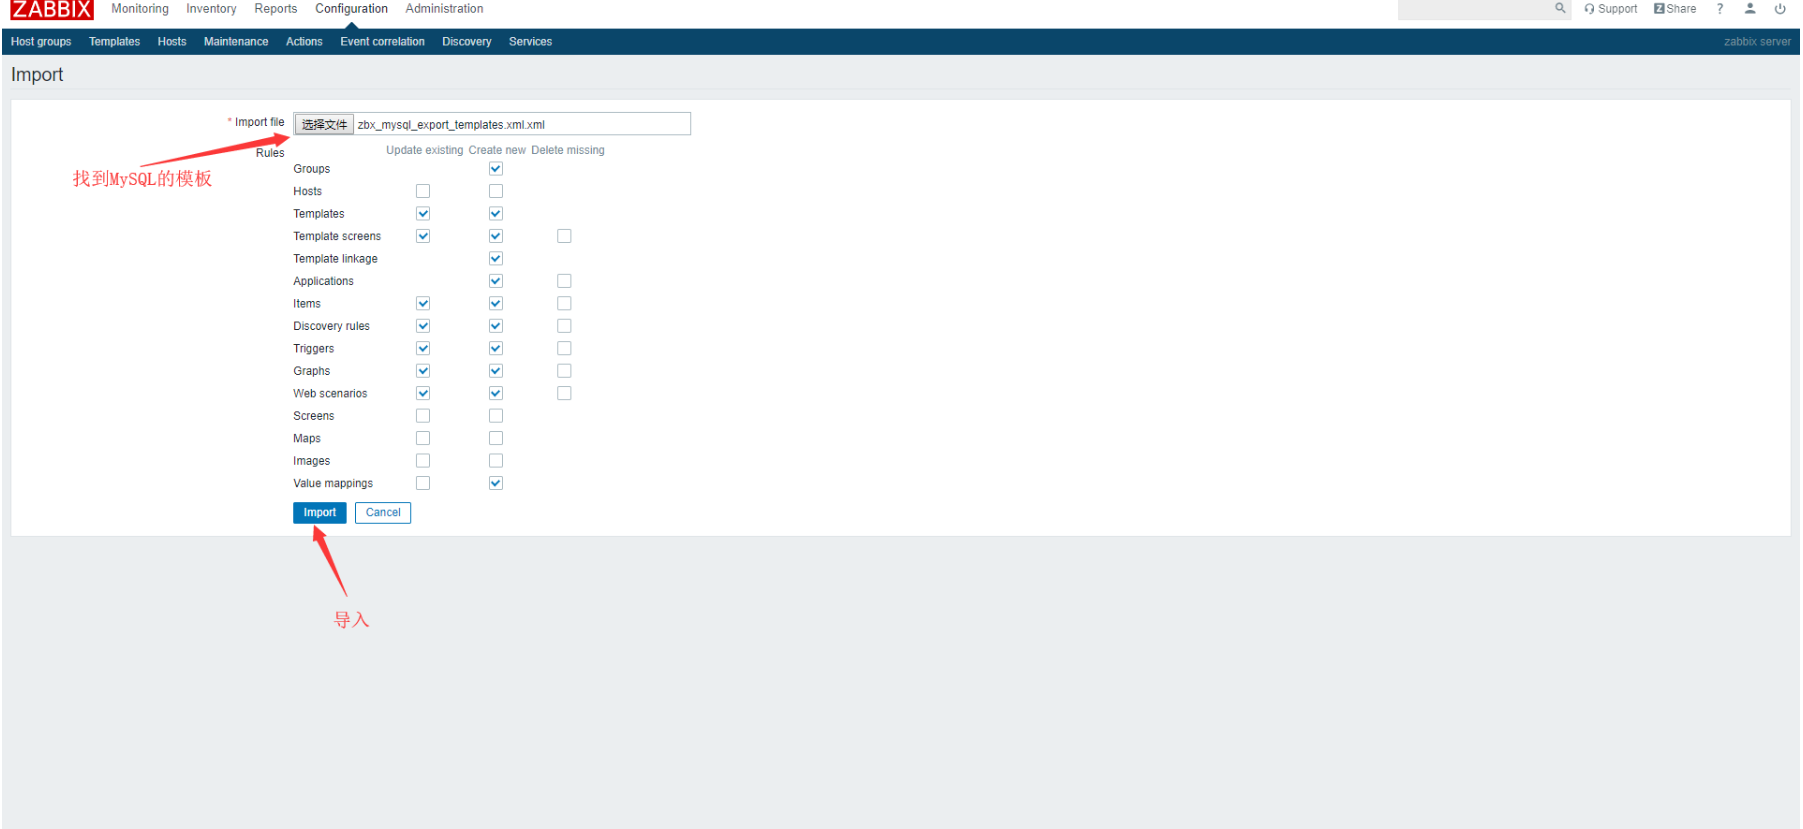 ZABBIX Monitoring Inventory Reports Configuration Administration Support Z Share ?
Host groups Templates Hosts Maintenance Actions Event correlation Discovery Services zabbix server
Import
* Import file 选择文件 zbx_mysql_export_templates.xml.xml
Rules Update existing Create new Delete missing
找到MySQL的模板
Groups
Hosts
Templates
Template screens
Template linkage
Applications
Items
Discovery rules
Triggers
Graphs
Web scenarios
Screens
Maps
Images
Value mappings
Import Cancel
导入